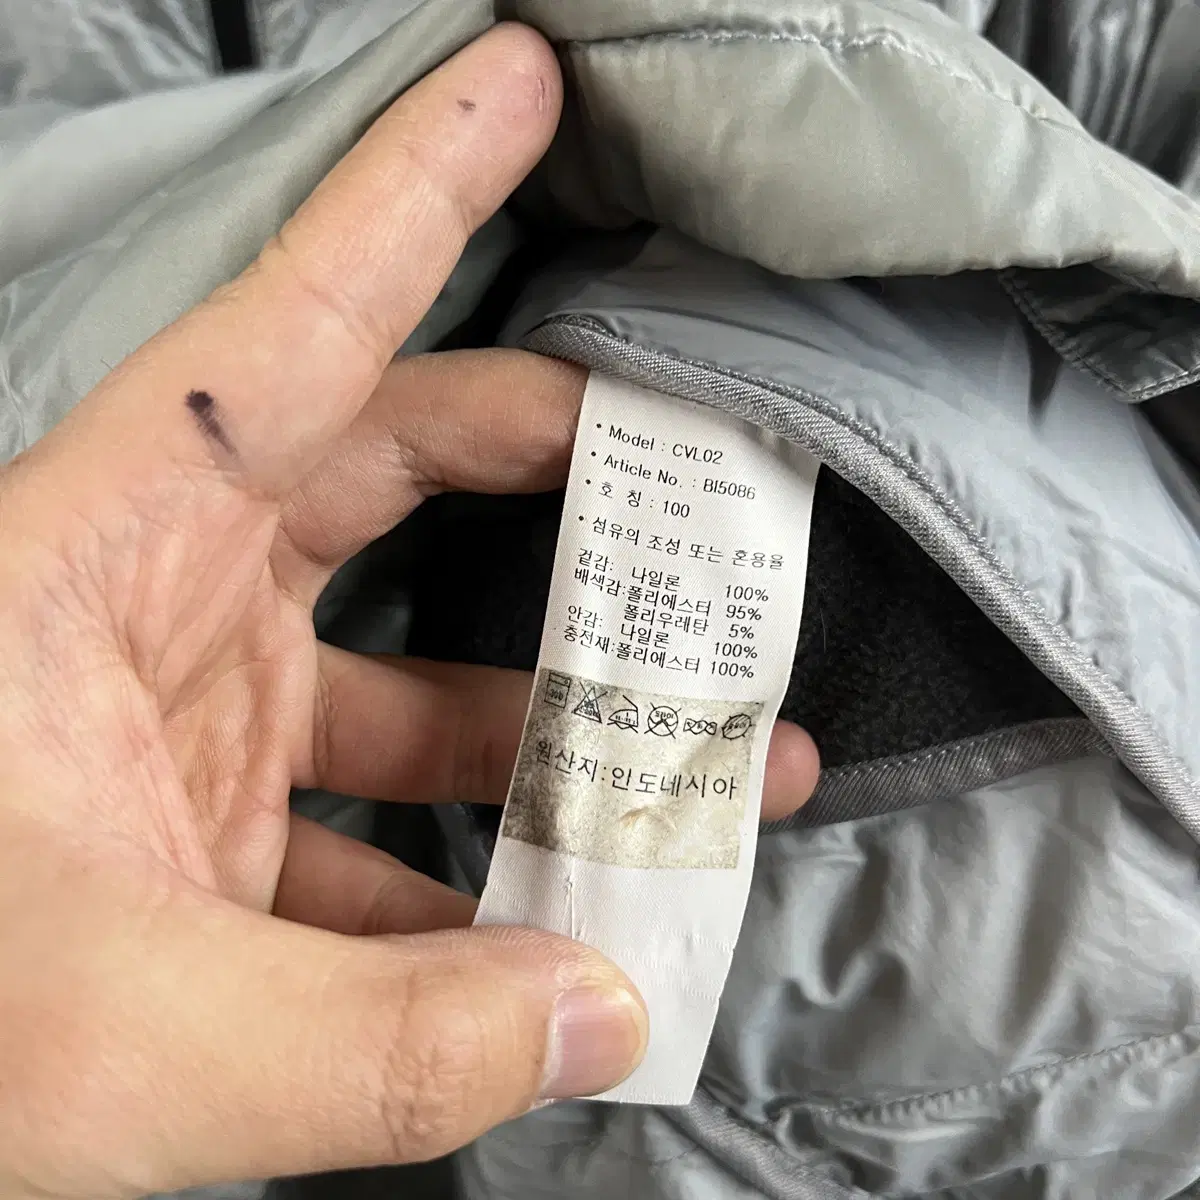 • Model : CVL02
• Article No. : BI5086
• 호 칭 : 100
• 섬유의 조성 또는 혼용율
겉감: 나일론 100%
배색감:폴리에스터 95%
폴리우레탄 5%
안감: 나일론 100%
충전재:폴리에스터 100%
원산지:인도네시아